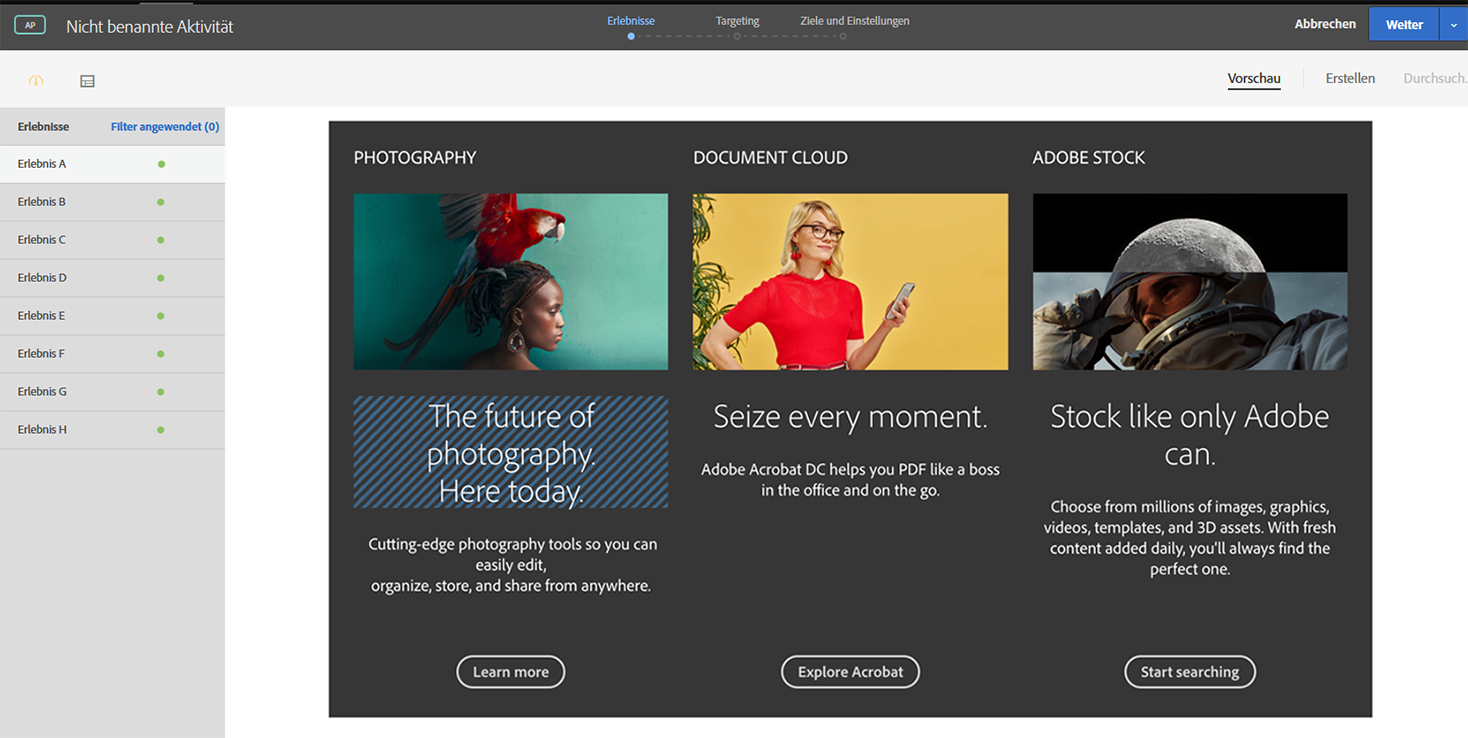 AP
Nicht benannte Aktivität
Erlebnisse
Targeting
Ziele und Einstellungen
Abbrechen
Weiter
Vorschau
Erstellen
Durchsuch.
Erlebnisse
Filter angewendet (0)
Erlebnis A
Erlebnis B
Erlebnis C
Erlebnis D
Erlebnis E
Erlebnis F
Erlebnis G
Erlebnis H
PHOTOGRAPHY
The future of
photography.
Here today.
Cutting-edge photography tools so you can
easily edit,
organize, store, and share from anywhere.
Learn more
DOCUMENT CLOUD
Seize every moment.
Adobe Acrobat DC helps you PDF like a boss
in the office and on the go.
Explore Acrobat
ADOBE STOCK
Stock like only Adobe
can.
Choose from millions of images, graphics,
videos, templates, and 3D assets. With fresh
content added daily, you'll always find the
perfect one.
Start searching